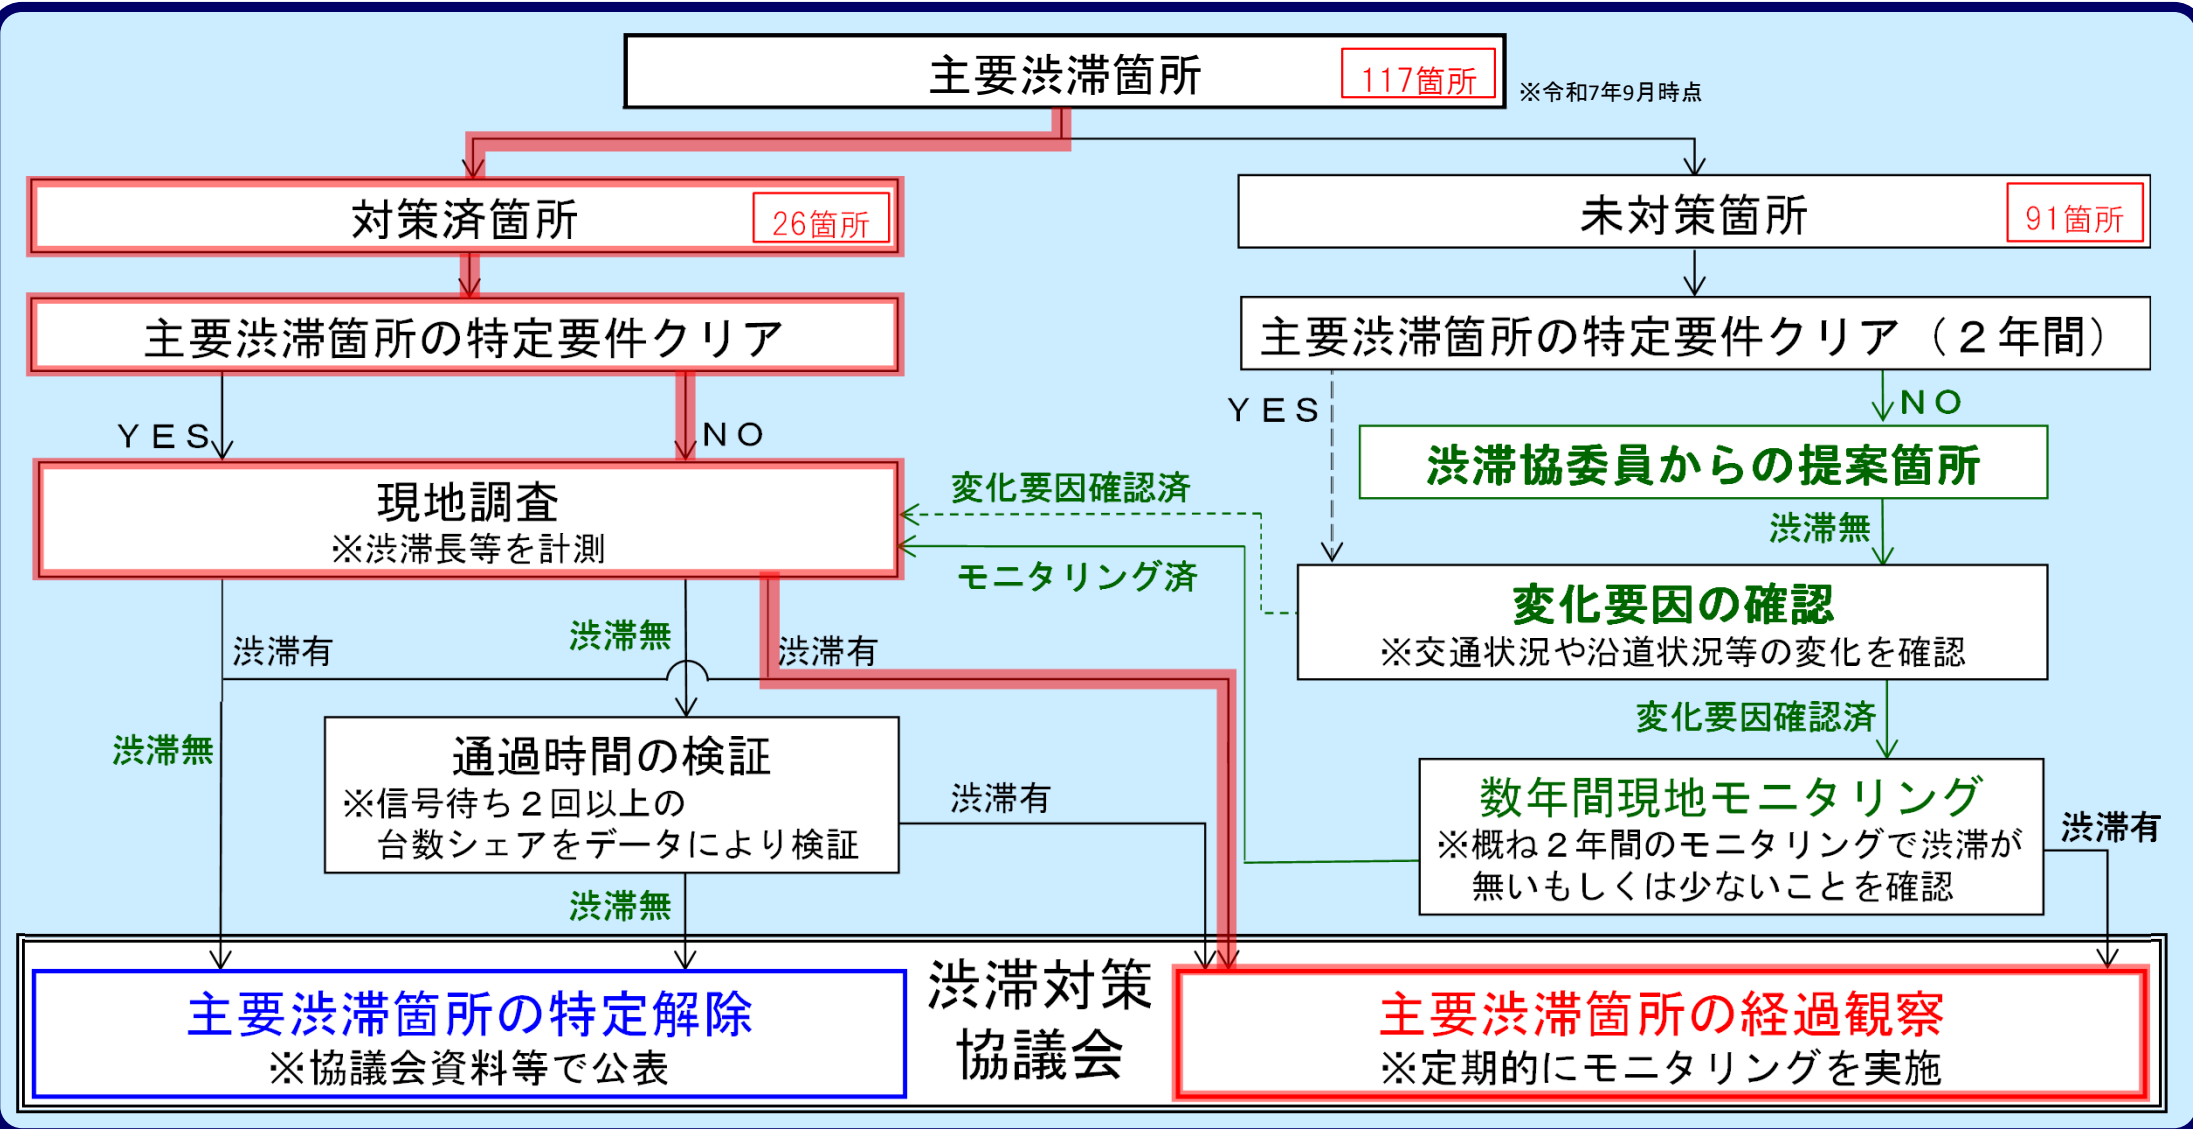 主要渋滞箇所
117箇所
※令和7年9月時点
対策済箇所
26箇所
未対策箇所
91箇所
主要渋滞箇所の特定要件クリア
主要渋滞箇所の特定要件クリア（２年間）
ＹＥＳ
ＮＯ
ＹＥＳ
ＮＯ
渋滞協委員からの提案箇所
現地調査
※渋滞長等を計測
変化要因確認済
モニタリング済
渋滞無
変化要因の確認
※交通状況や沿道状況等の変化を確認
渋滞有
渋滞無
渋滞有
変化要因確認済
渋滞無
通過時間の検証
※信号待ち２回以上の
台数シェアをデータにより検証
渋滞有
数年間現地モニタリング
※概ね２年間のモニタリングで渋滞が
無いもしくは少ないことを確認
渋滞有
渋滞無
渋滞対策
協議会
主要渋滞箇所の特定解除
※協議会資料等で公表
主要渋滞箇所の経過観察
※定期的にモニタリングを実施